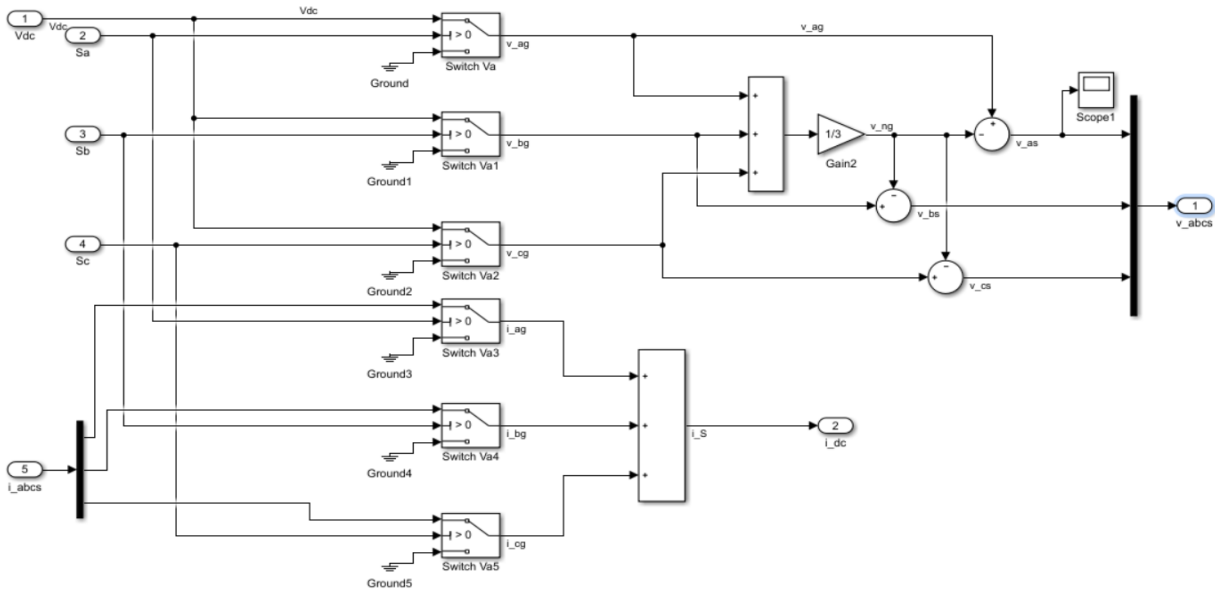 1
Vdc
Vdc
Vdc
2
Sa
> 0
Switch Va
Ground
v_ag
v_ag
3
Sb
> 0
Switch Va1
Ground1
v_bg
4
Sc
> 0
Switch Va2
Ground2
v_cg
+
+
+
1/3
Gain2
v_ng
+
-
v_as
Scope1
-
+
v_bs
-
+
v_cs
1
v_abcs
> 0
Switch Va3
Ground3
i_ag
> 0
Switch Va4
Ground4
i_bg
5
i_abcs
> 0
Switch Va5
Ground5
i_cg
+
+
+
i_S
2
i_dc